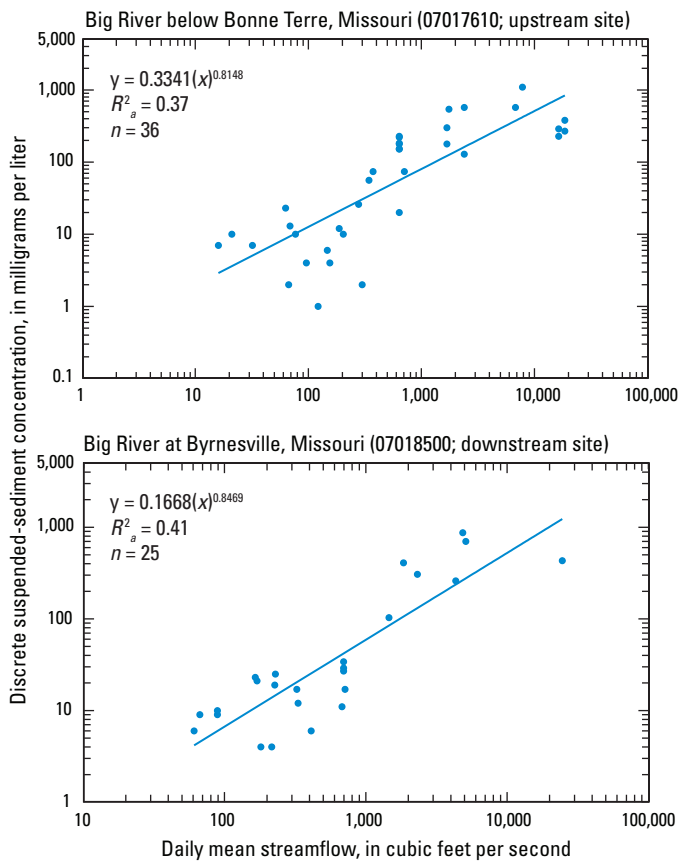 Big River below Bonne Terre, Missouri (07017610; upstream site)
5,000
1,000
100
10
1
0.1
y = 0.3341(x)^0.8148
R²ₐ = 0.37
n = 36
1 10 100 1,000 10,000 100,000
Big River at Byrnesville, Missouri (07018500; downstream site)
5,000
1,000
100
10
1
y = 0.1668(x)^0.8469
R²ₐ = 0.41
n = 25
10 100 1,000 10,000 100,000
Discrete suspended-sediment concentration, in milligrams per liter
Daily mean streamflow, in cubic feet per second